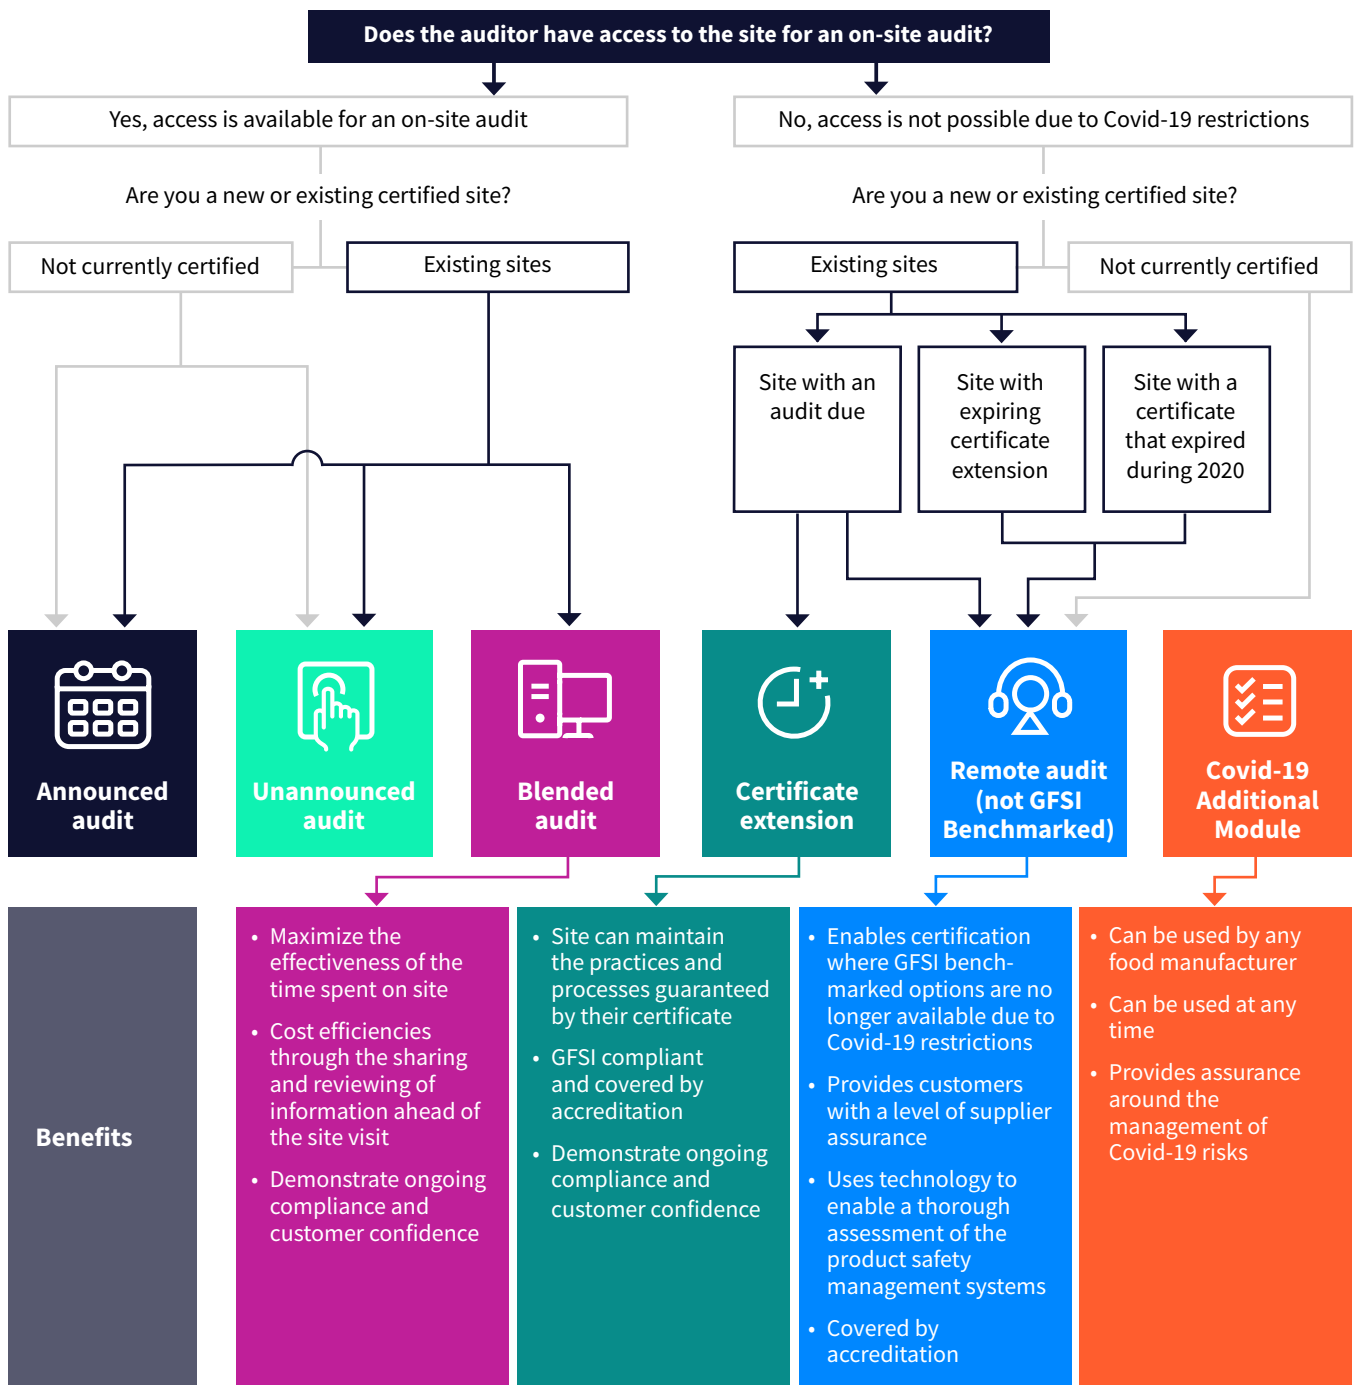 Does the auditor have access to the site for an on-site audit?
Yes, access is available for an on-site audit
No, access is not possible due to Covid-19 restrictions
Are you a new or existing certified site?
Are you a new or existing certified site?
Not currently certified
Existing sites
Existing sites
Not currently certified
Site with an
audit due
Site with
expiring
certificate
extension
Site with a
certificate
that expired
during 2020
Announced
audit
Unannounced
audit
Blended
audit
Certificate
extension
Remote audit
(not GFSI
Benchmarked)
Covid-19
Additional
Module
Benefits
• Maximize the
effectiveness of the
time spent on site
• Cost efficiencies
through the sharing
and reviewing of
information ahead of
the site visit
• Demonstrate ongoing
compliance and
customer confidence
• Site can maintain
the practices and
processes guaranteed
by their certificate
• GFSI compliant
and covered by
accreditation
• Demonstrate ongoing
compliance and
customer confidence
• Enables certification
where GFSI bench-
marked options are no
longer available due to
Covid-19 restrictions
• Provides customers
with a level of supplier
assurance
• Uses technology to
enable a thorough
assessment of the
product safety
management systems
• Covered by
accreditation
• Can be used by any
food manufacturer
• Can be used at any
time
• Provides assurance
around the
management of
Covid-19 risks